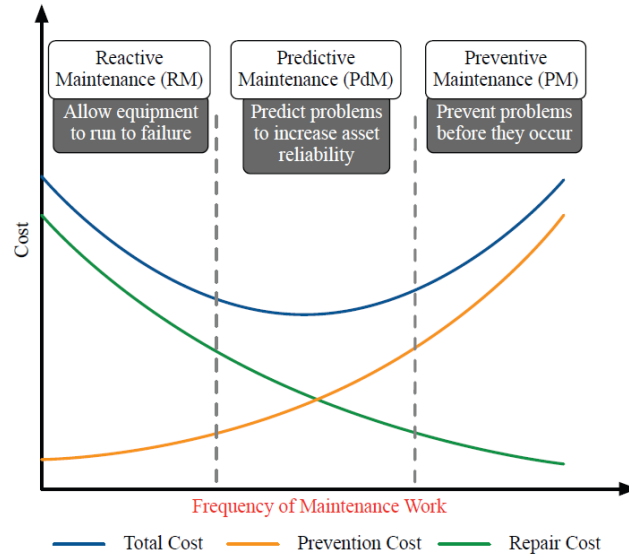 Reactive
Maintenance (RM)
Allow equipment
to run to failure
Predictive
Maintenance (PdM)
Predict problems
to increase asset
reliability
Preventive
Maintenance (PM)
Prevent problems
before they occur
Cost
Frequency of Maintenance Work
Total Cost
Prevention Cost
Repair Cost